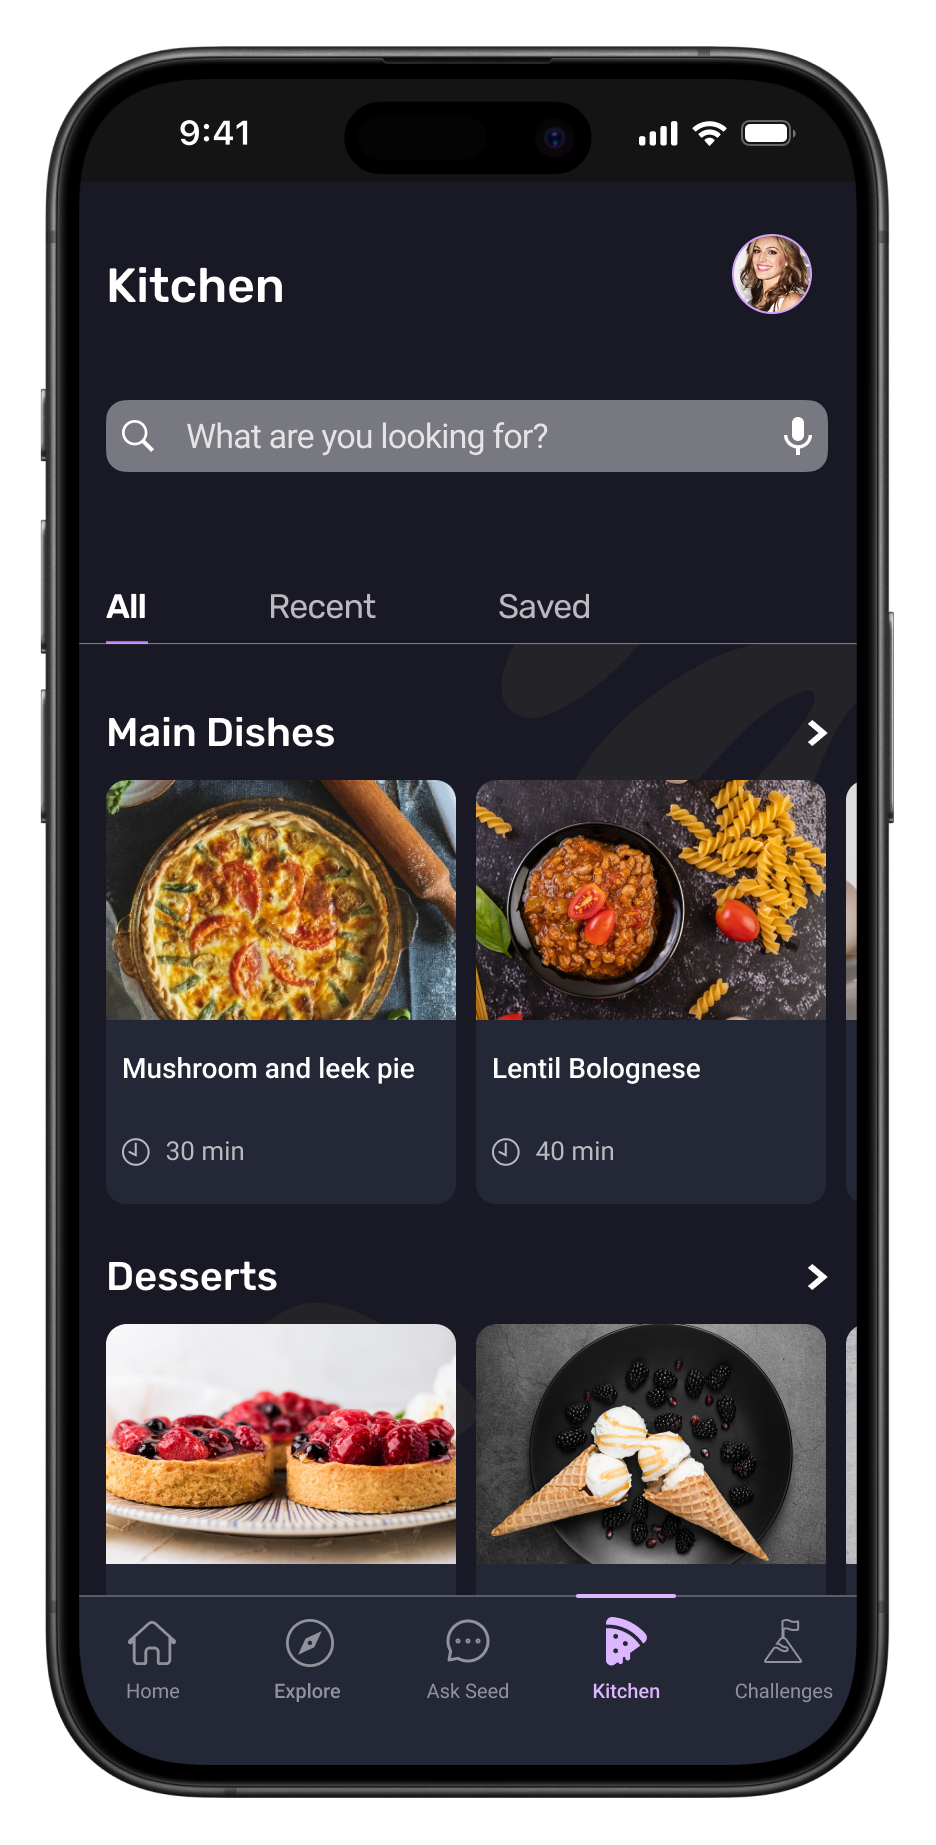 9:41
Kitchen
What are you looking for?
All Recent Saved
Main Dishes
Mushroom and leek pie
30 min
Lentil Bolognese
40 min
Desserts
Home Explore Ask Seed Kitchen Challenges